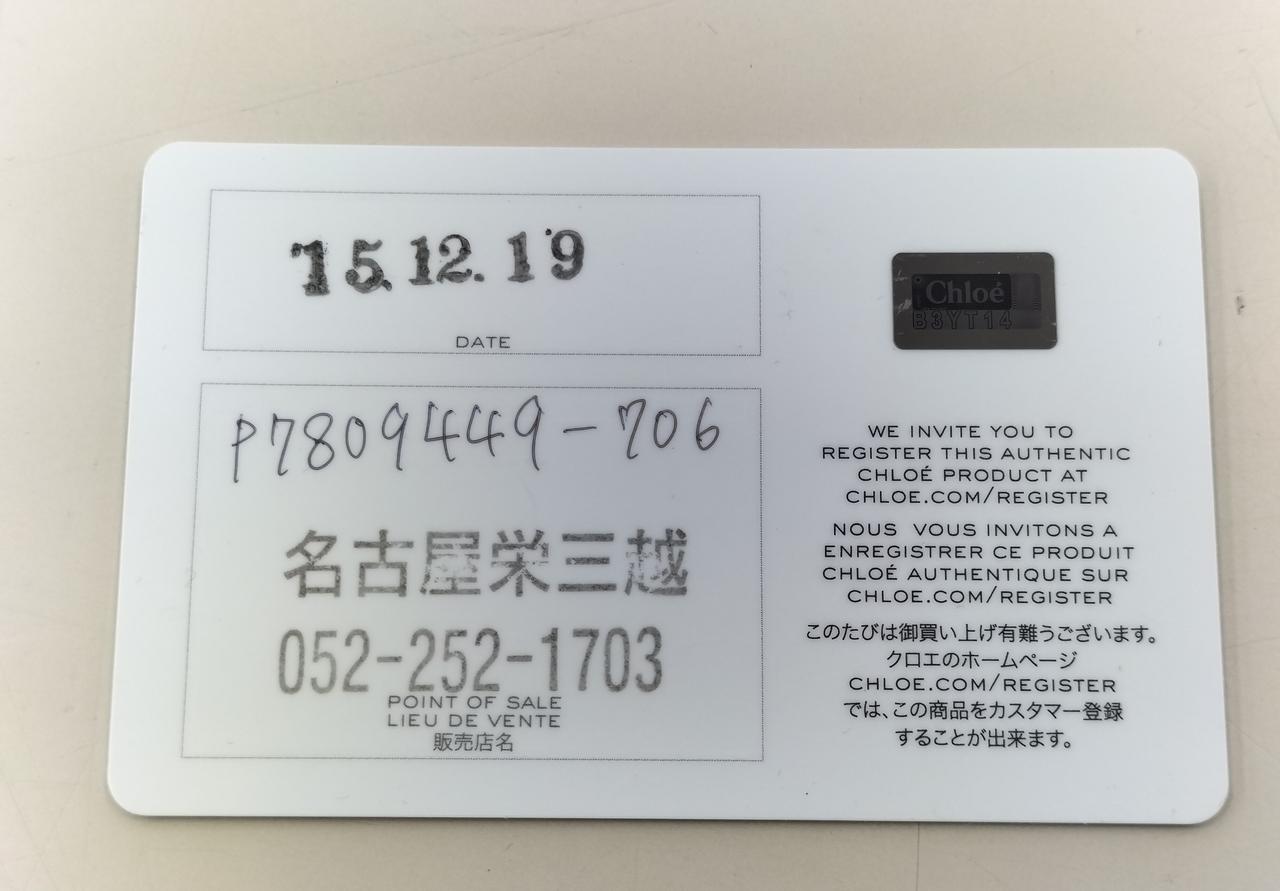 '15.12.19
DATE
P7809449-706
名古屋栄三越
052-252-1703
POINT OF SALE
LIEU DE VENTE
販売店名
Chloé
B3YT14
WE INVITE YOU TO
REGISTER THIS AUTHENTIC
CHLOÉ PRODUCT AT
CHLOE.COM/REGISTER
NOUS VOUS INVITONS A
ENREGISTRER CE PRODUIT
CHLOÉ AUTHENTIQUE SUR
CHLOE.COM/REGISTER
このたびは御買い上げ有難うございます。
クロエのホームページ
CHLOE.COM/REGISTER
では、この商品をカスタマー登録
することが出来ます。